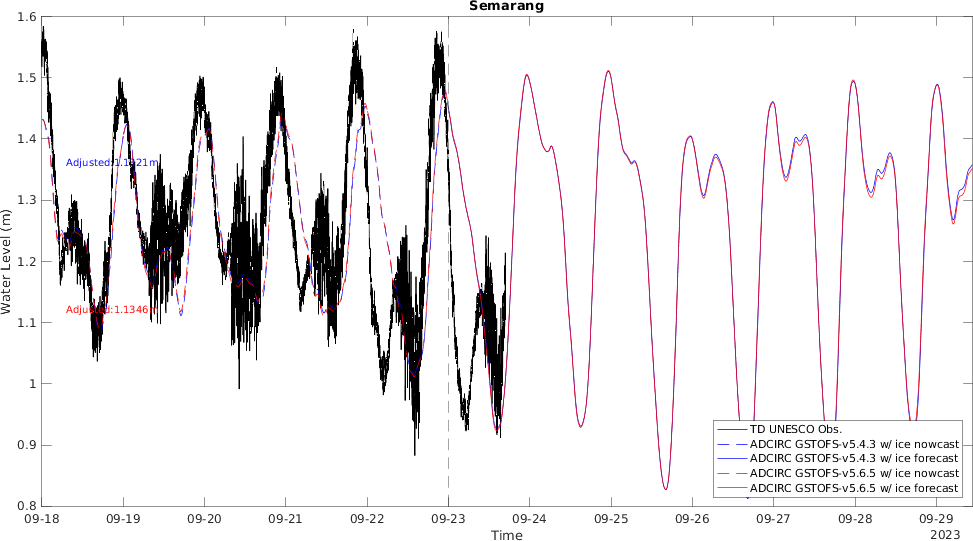 Semarang
Water Level (m)
1.6
1.5
1.4
1.3
1.2
1.1
1
0.9
0.8
Adjusted:1.1921m
Adjusted:1.1346m
TD UNESCO Obs.
ADCIRC GSTOFS-v5.4.3 w/ ice nowcast
ADCIRC GSTOFS-v5.4.3 w/ ice forecast
ADCIRC GSTOFS-v5.6.5 w/ ice nowcast
ADCIRC GSTOFS-v5.6.5 w/ ice forecast
09-18 09-19 09-20 09-21 09-22 09-23 09-24 09-25 09-26 09-27 09-28 09-29
Time
2023